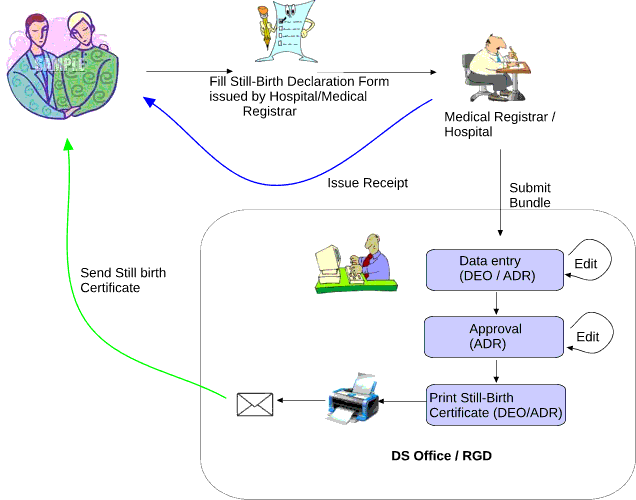 SAMPLE
Fill Still-Birth Declaration Form
issued by Hospital/Medical
Registrar
Medical Registrar /
Hospital
Issue Receipt
Submit
Bundle
Send Still birth
Certificate
Data entry
(DEO / ADR)
Edit
Approval
(ADR)
Edit
Print Still-Birth
Certificate (DEO/ADR)
DS Office / RGD